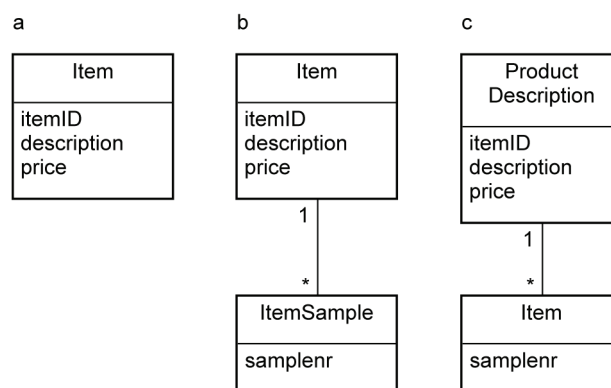 a
b
c
Item
itemID
description
price
Item
itemID
description
price
1
*
ItemSample
samplenr
Product
Description
itemID
description
price
1
*
Item
samplenr